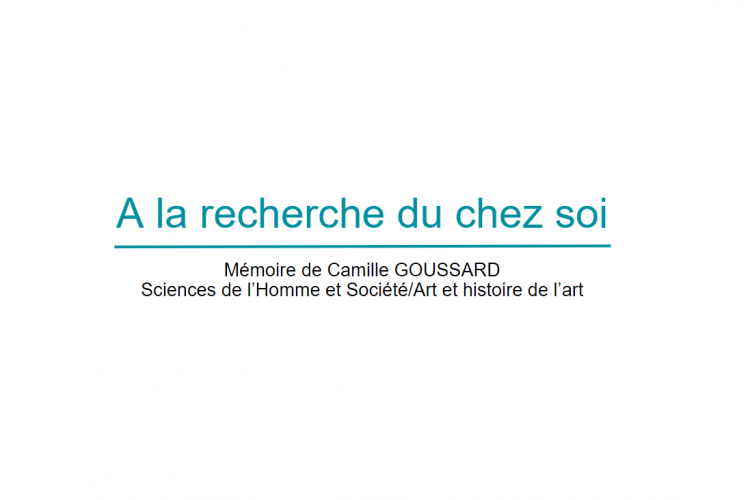 A la recherche du chez soi
Mémoire de Camille GOUSSARD
Sciences de l'Homme et Société/Art et histoire de l'art